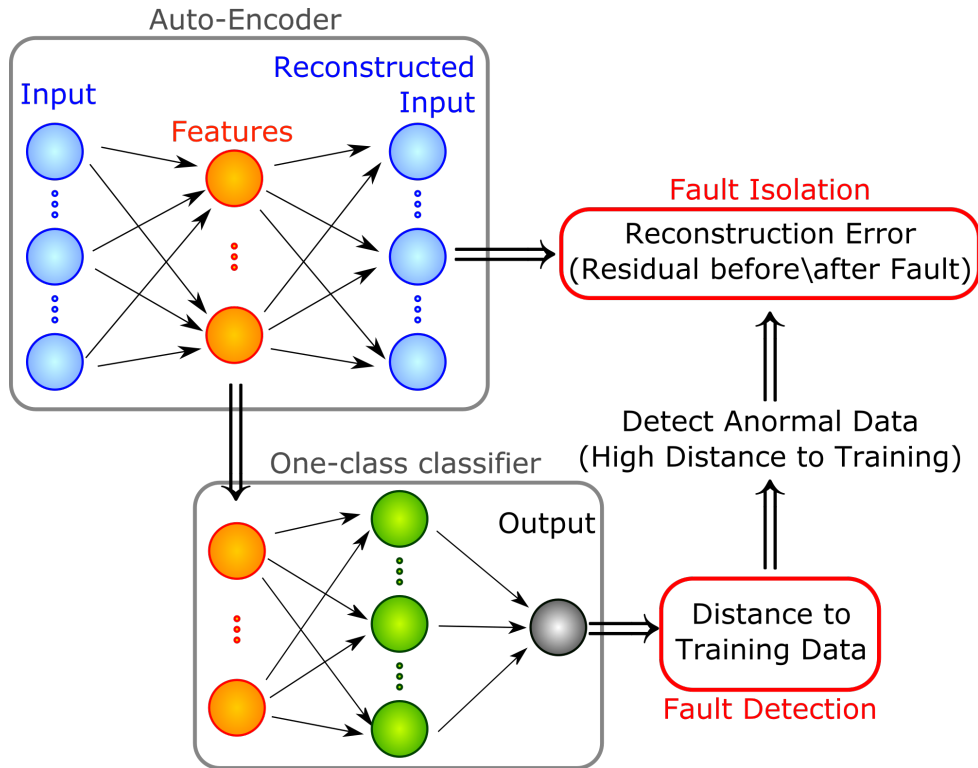 Auto-Encoder
Input
Reconstructed
Input
Features
Fault Isolation
Reconstruction Error
(Residual before\after Fault)
Detect Anormal Data
(High Distance to Training)
One-class classifier
Output
Distance to
Training Data
Fault Detection